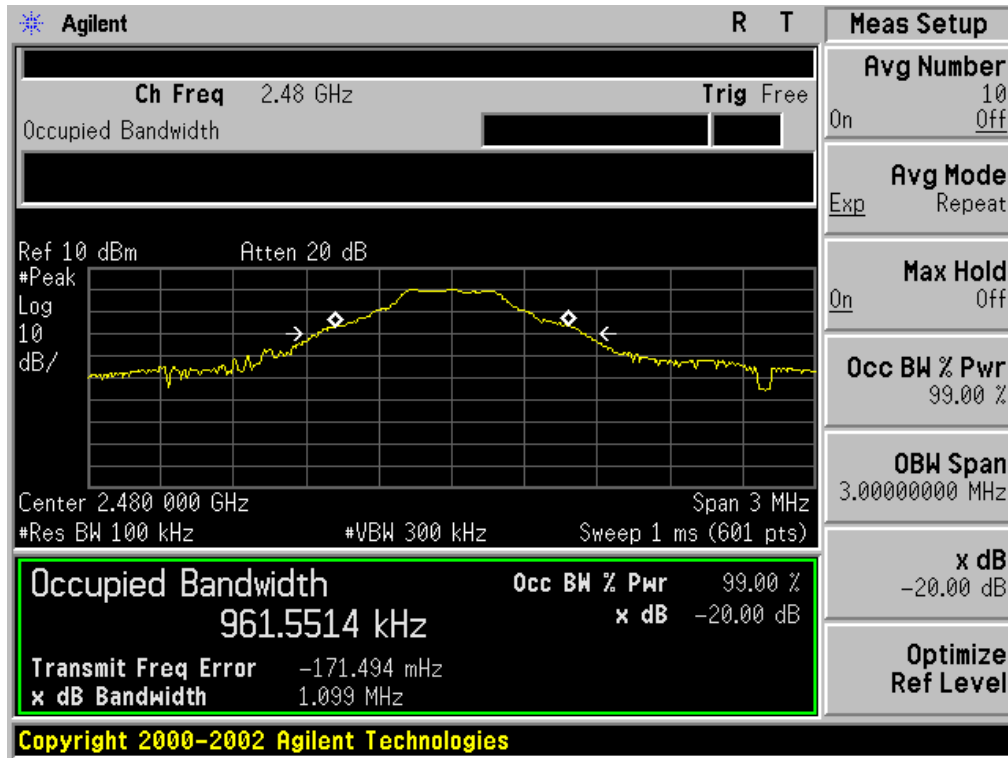 Agilent R T
Ch Freq 2.48 GHz Trig Free
Occupied Bandwidth
Ref 10 dBm Atten 20 dB
#Peak
Log
10
dB/
Center 2.480 000 GHz Span 3 MHz
#Res BW 100 kHz #VBW 300 kHz Sweep 1 ms (601 pts)
Occupied Bandwidth
961.5514 kHz
Occ BW % Pwr 99.00 %
x dB -20.00 dB
Transmit Freq Error -171.494 mHz
x dB Bandwidth 1.099 MHz
Copyright 2000-2002 Agilent Technologies
Meas Setup
Avg Number
10
On Off
Avg Mode
Exp Repeat
Max Hold
On Off
Occ BW % Pwr
99.00 %
OBW Span
3.00000000 MHz
x dB
-20.00 dB
Optimize
Ref Level